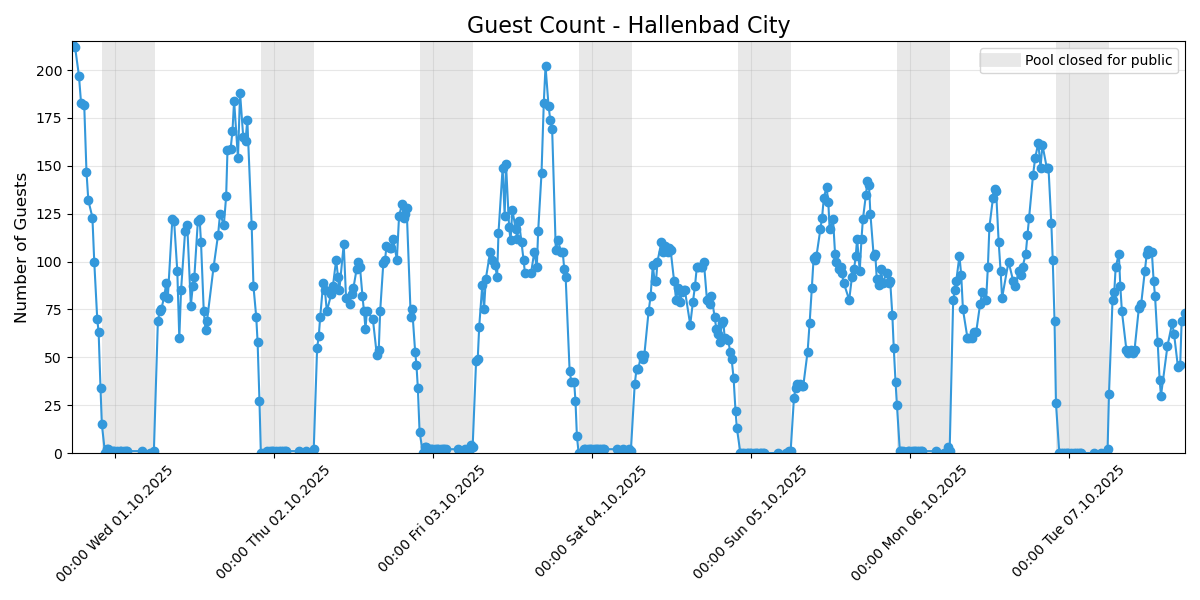 Guest Count - Hallenbad City
Pool closed for public
Number of Guests
200
175
150
125
100
75
50
25
0
00:00 Wed 01.10.2025
00:00 Thu 02.10.2025
00:00 Fri 03.10.2025
00:00 Sat 04.10.2025
00:00 Sun 05.10.2025
00:00 Mon 06.10.2025
00:00 Tue 07.10.2025